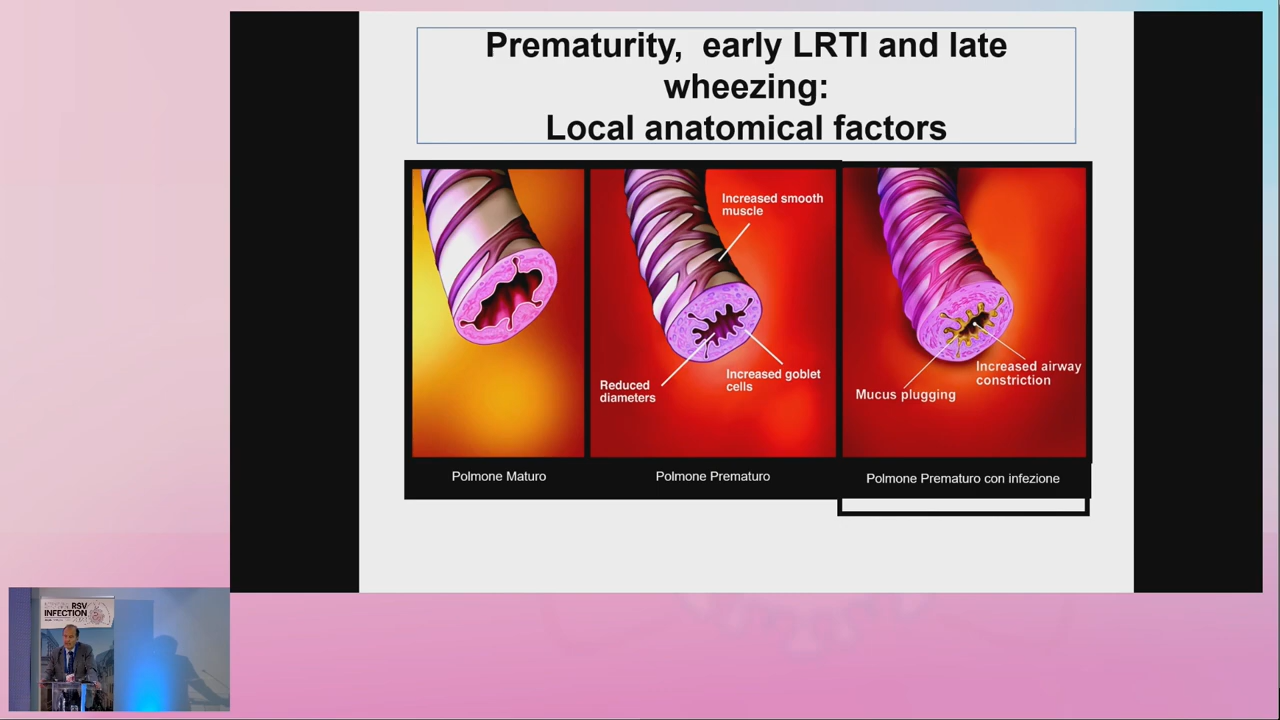 Prematurity, early LRTI and late
wheezing:
Local anatomical factors
Increased smooth
muscle
Reduced
diameters
Increased goblet
cells
Increased airway
constriction
Mucus plugging
Polmone Maturo
Polmone Prematuro
Polmone Prematuro con infezione
RSV
INFECTION